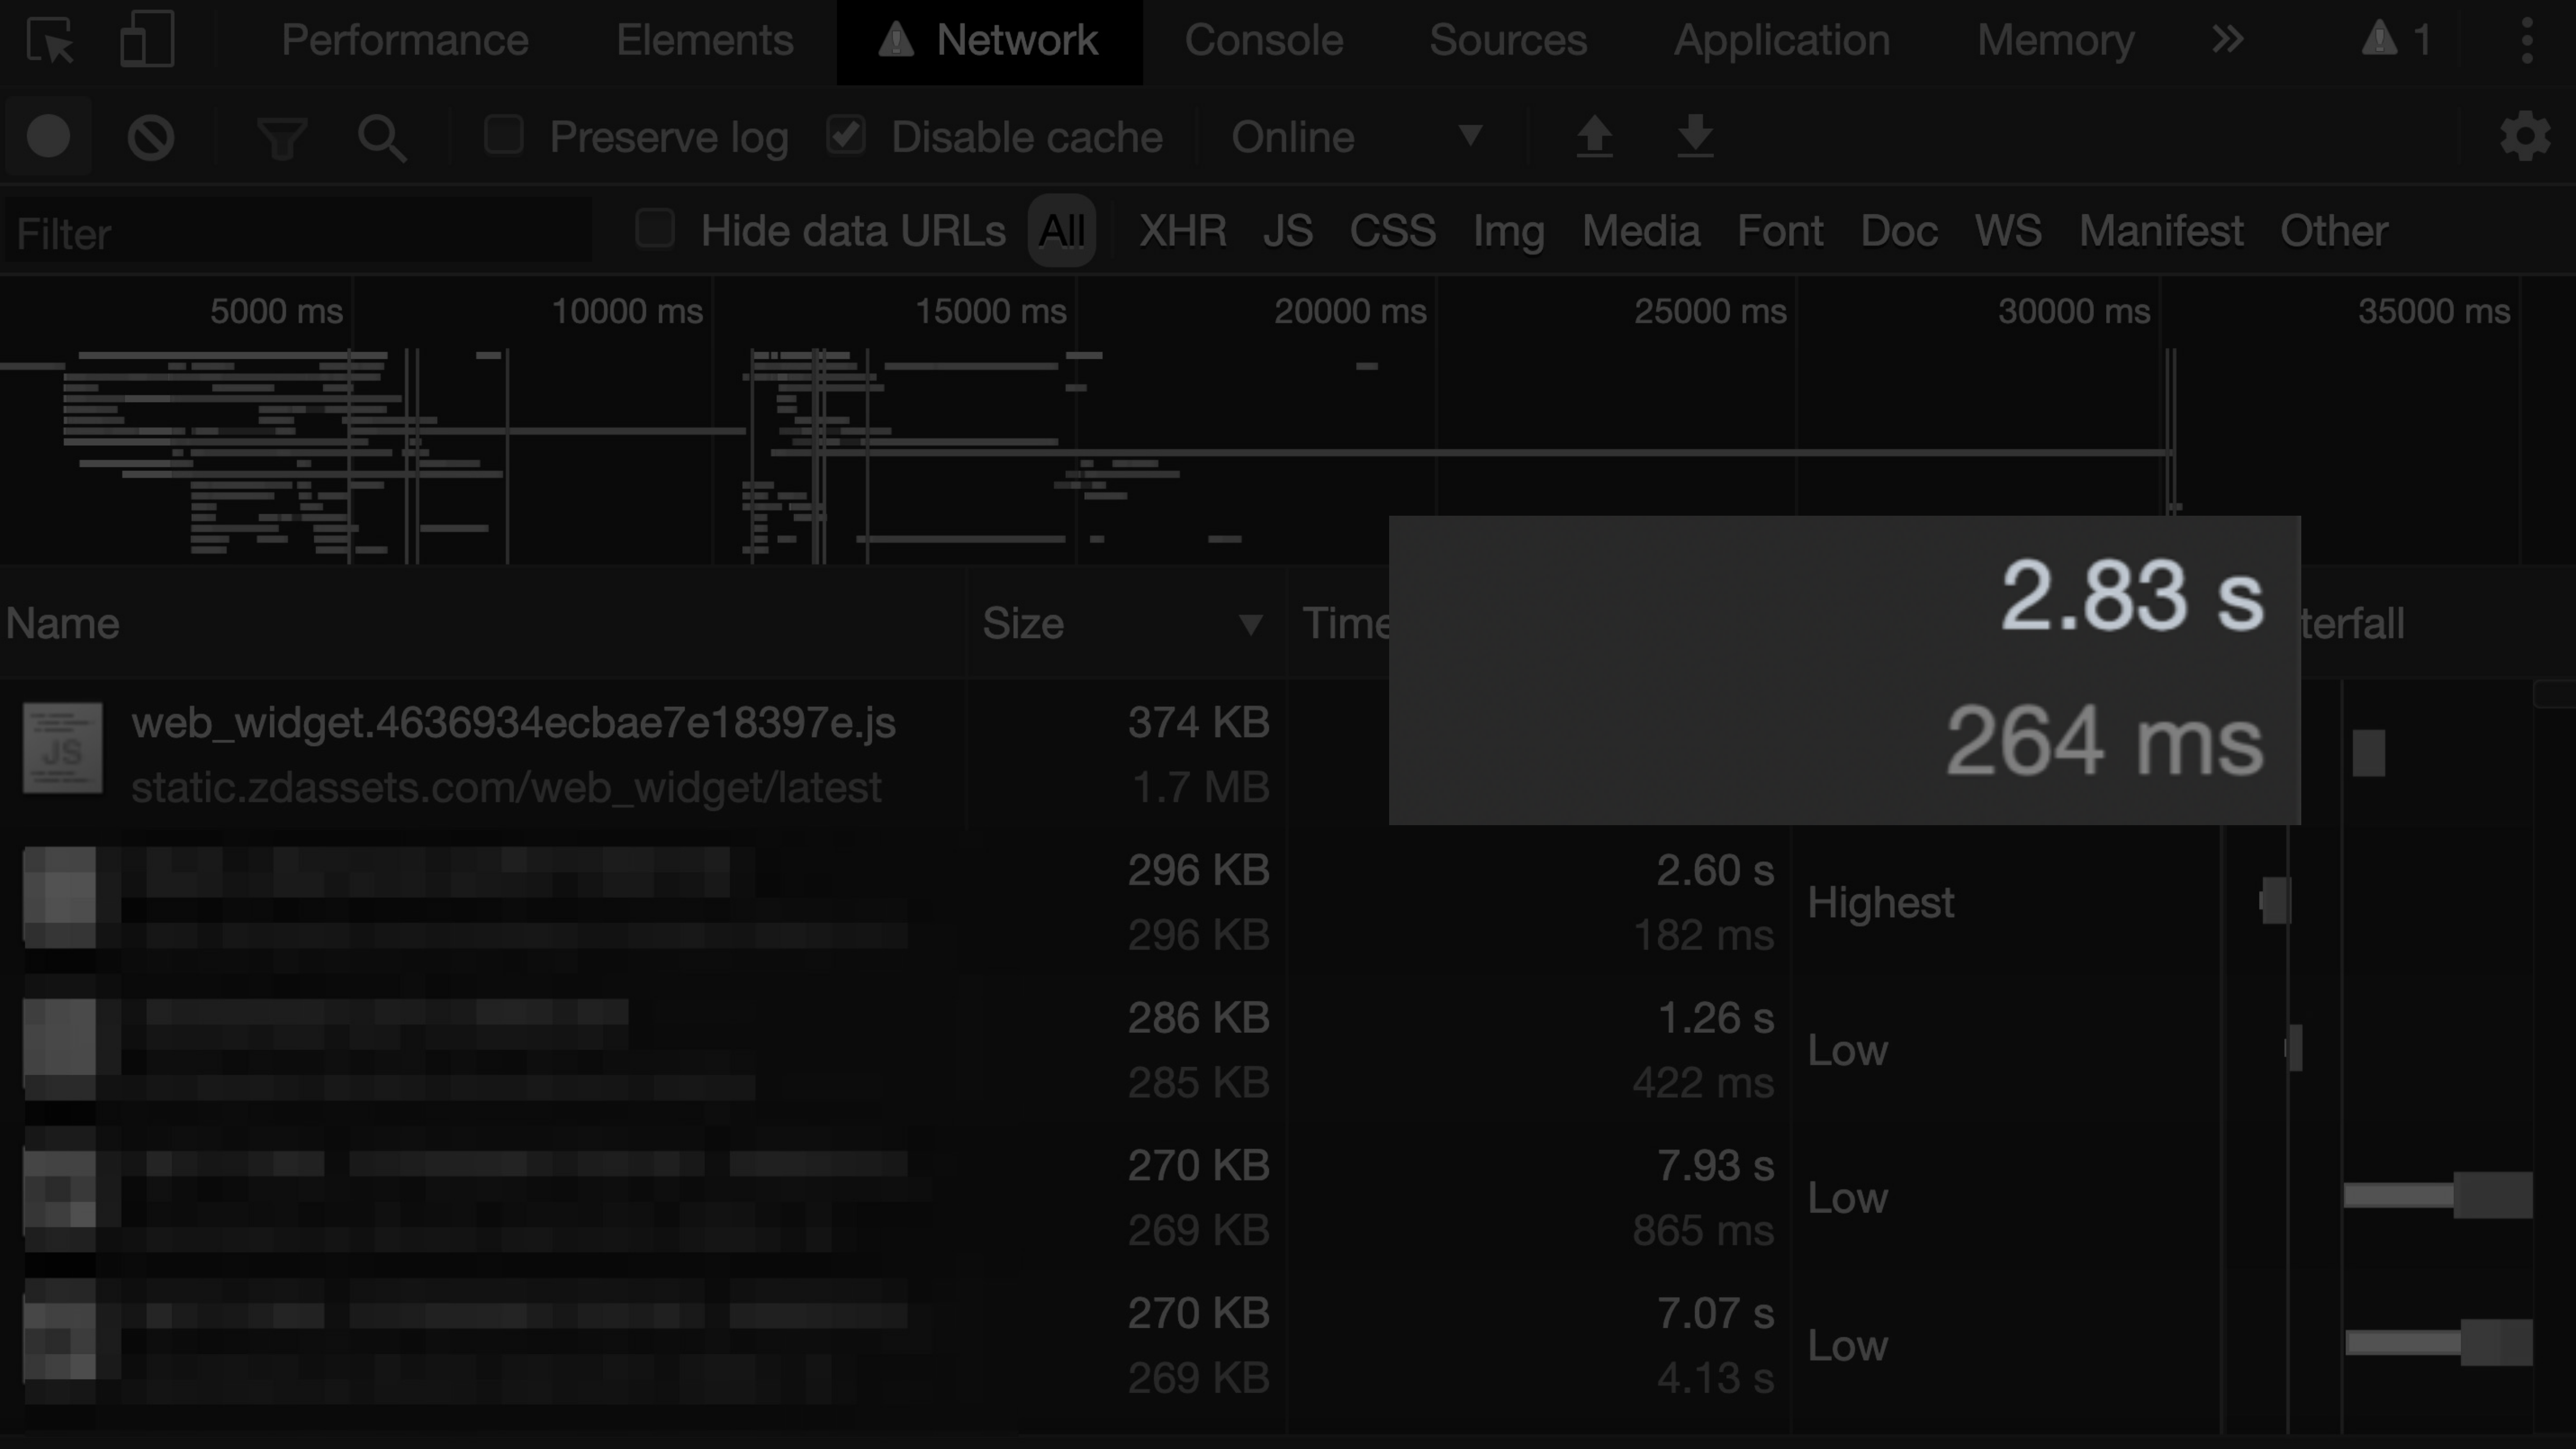 Performance Elements Network Console Sources Application Memory 1
Preserve log Disable cache Online
Filter Hide data URLs All XHR JS CSS Img Media Font Doc WS Manifest Other
5000 ms 10000 ms 15000 ms 20000 ms 25000 ms 30000 ms 35000 ms
Name Size Time terfall
2.83 s
264 ms
JS
web_widget.4636934ecbae7e18397e.js 374 KB
static.zdassets.com/web_widget/latest 1.7 MB
296 KB 2.60 s
Highest
296 KB 182 ms
286 KB 1.26 s
Low
285 KB 422 ms
270 KB 7.93 s
Low
269 KB 865 ms
270 KB 7.07 s
Low
269 KB 4.13 s